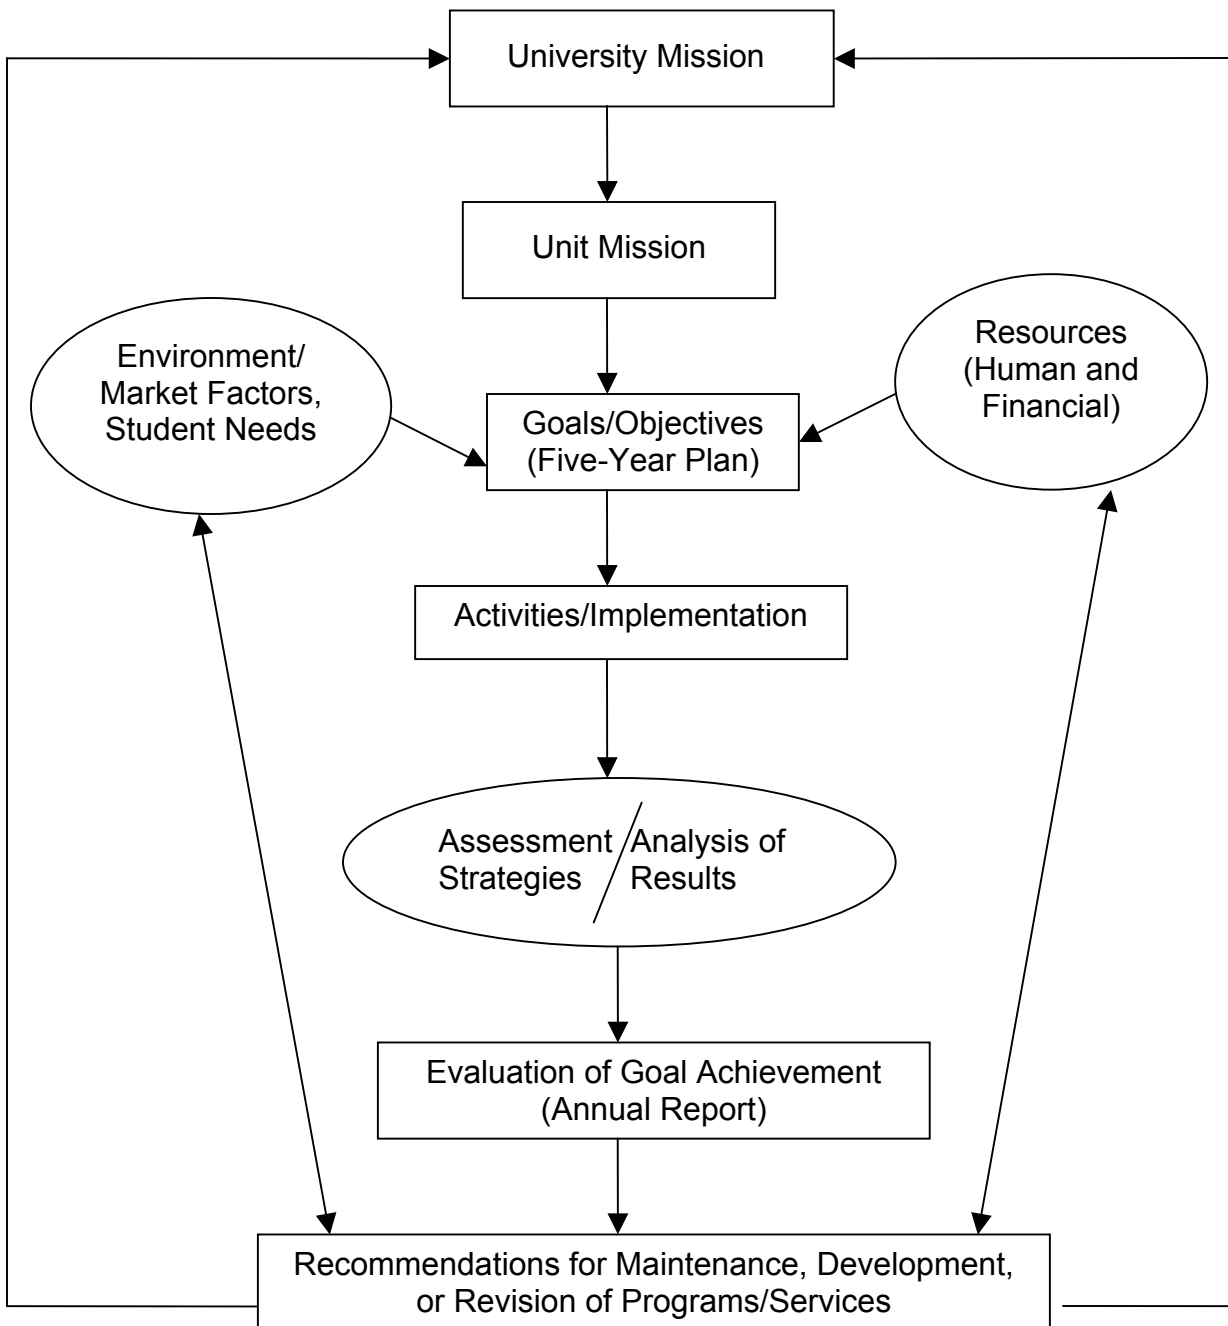 University Mission
Unit Mission
Environment/
Market Factors,
Student Needs
Resources
(Human and
Financial)
Goals/Objectives
(Five-Year Plan)
Activities/Implementation
Assessment
Strategies
Analysis of
Results
Evaluation of Goal Achievement
(Annual Report)
Recommendations for Maintenance, Development,
or Revision of Programs/Services